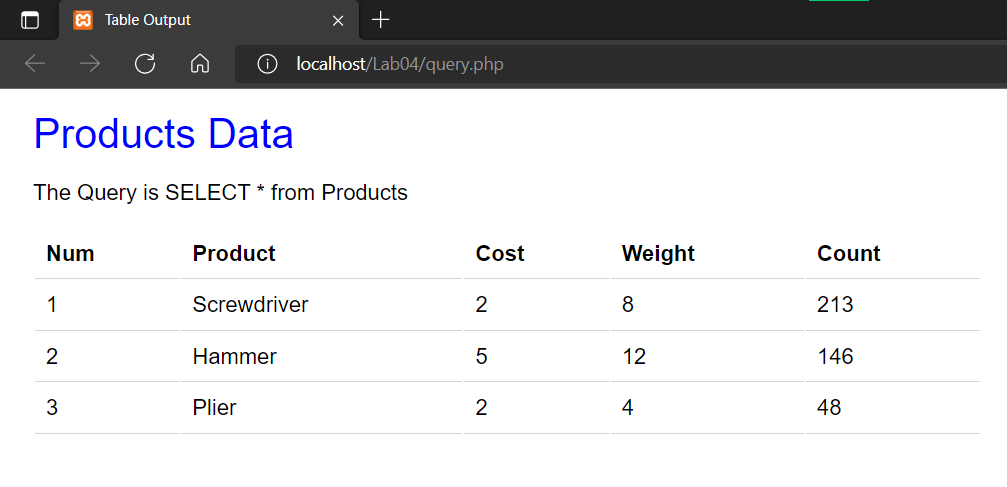 Table Output
localhost/Lab04/query.php
Products Data
The Query is SELECT * from Products
Num Product Cost Weight Count
1 Screwdriver 2 8 213
2 Hammer 5 12 146
3 Plier 2 4 48